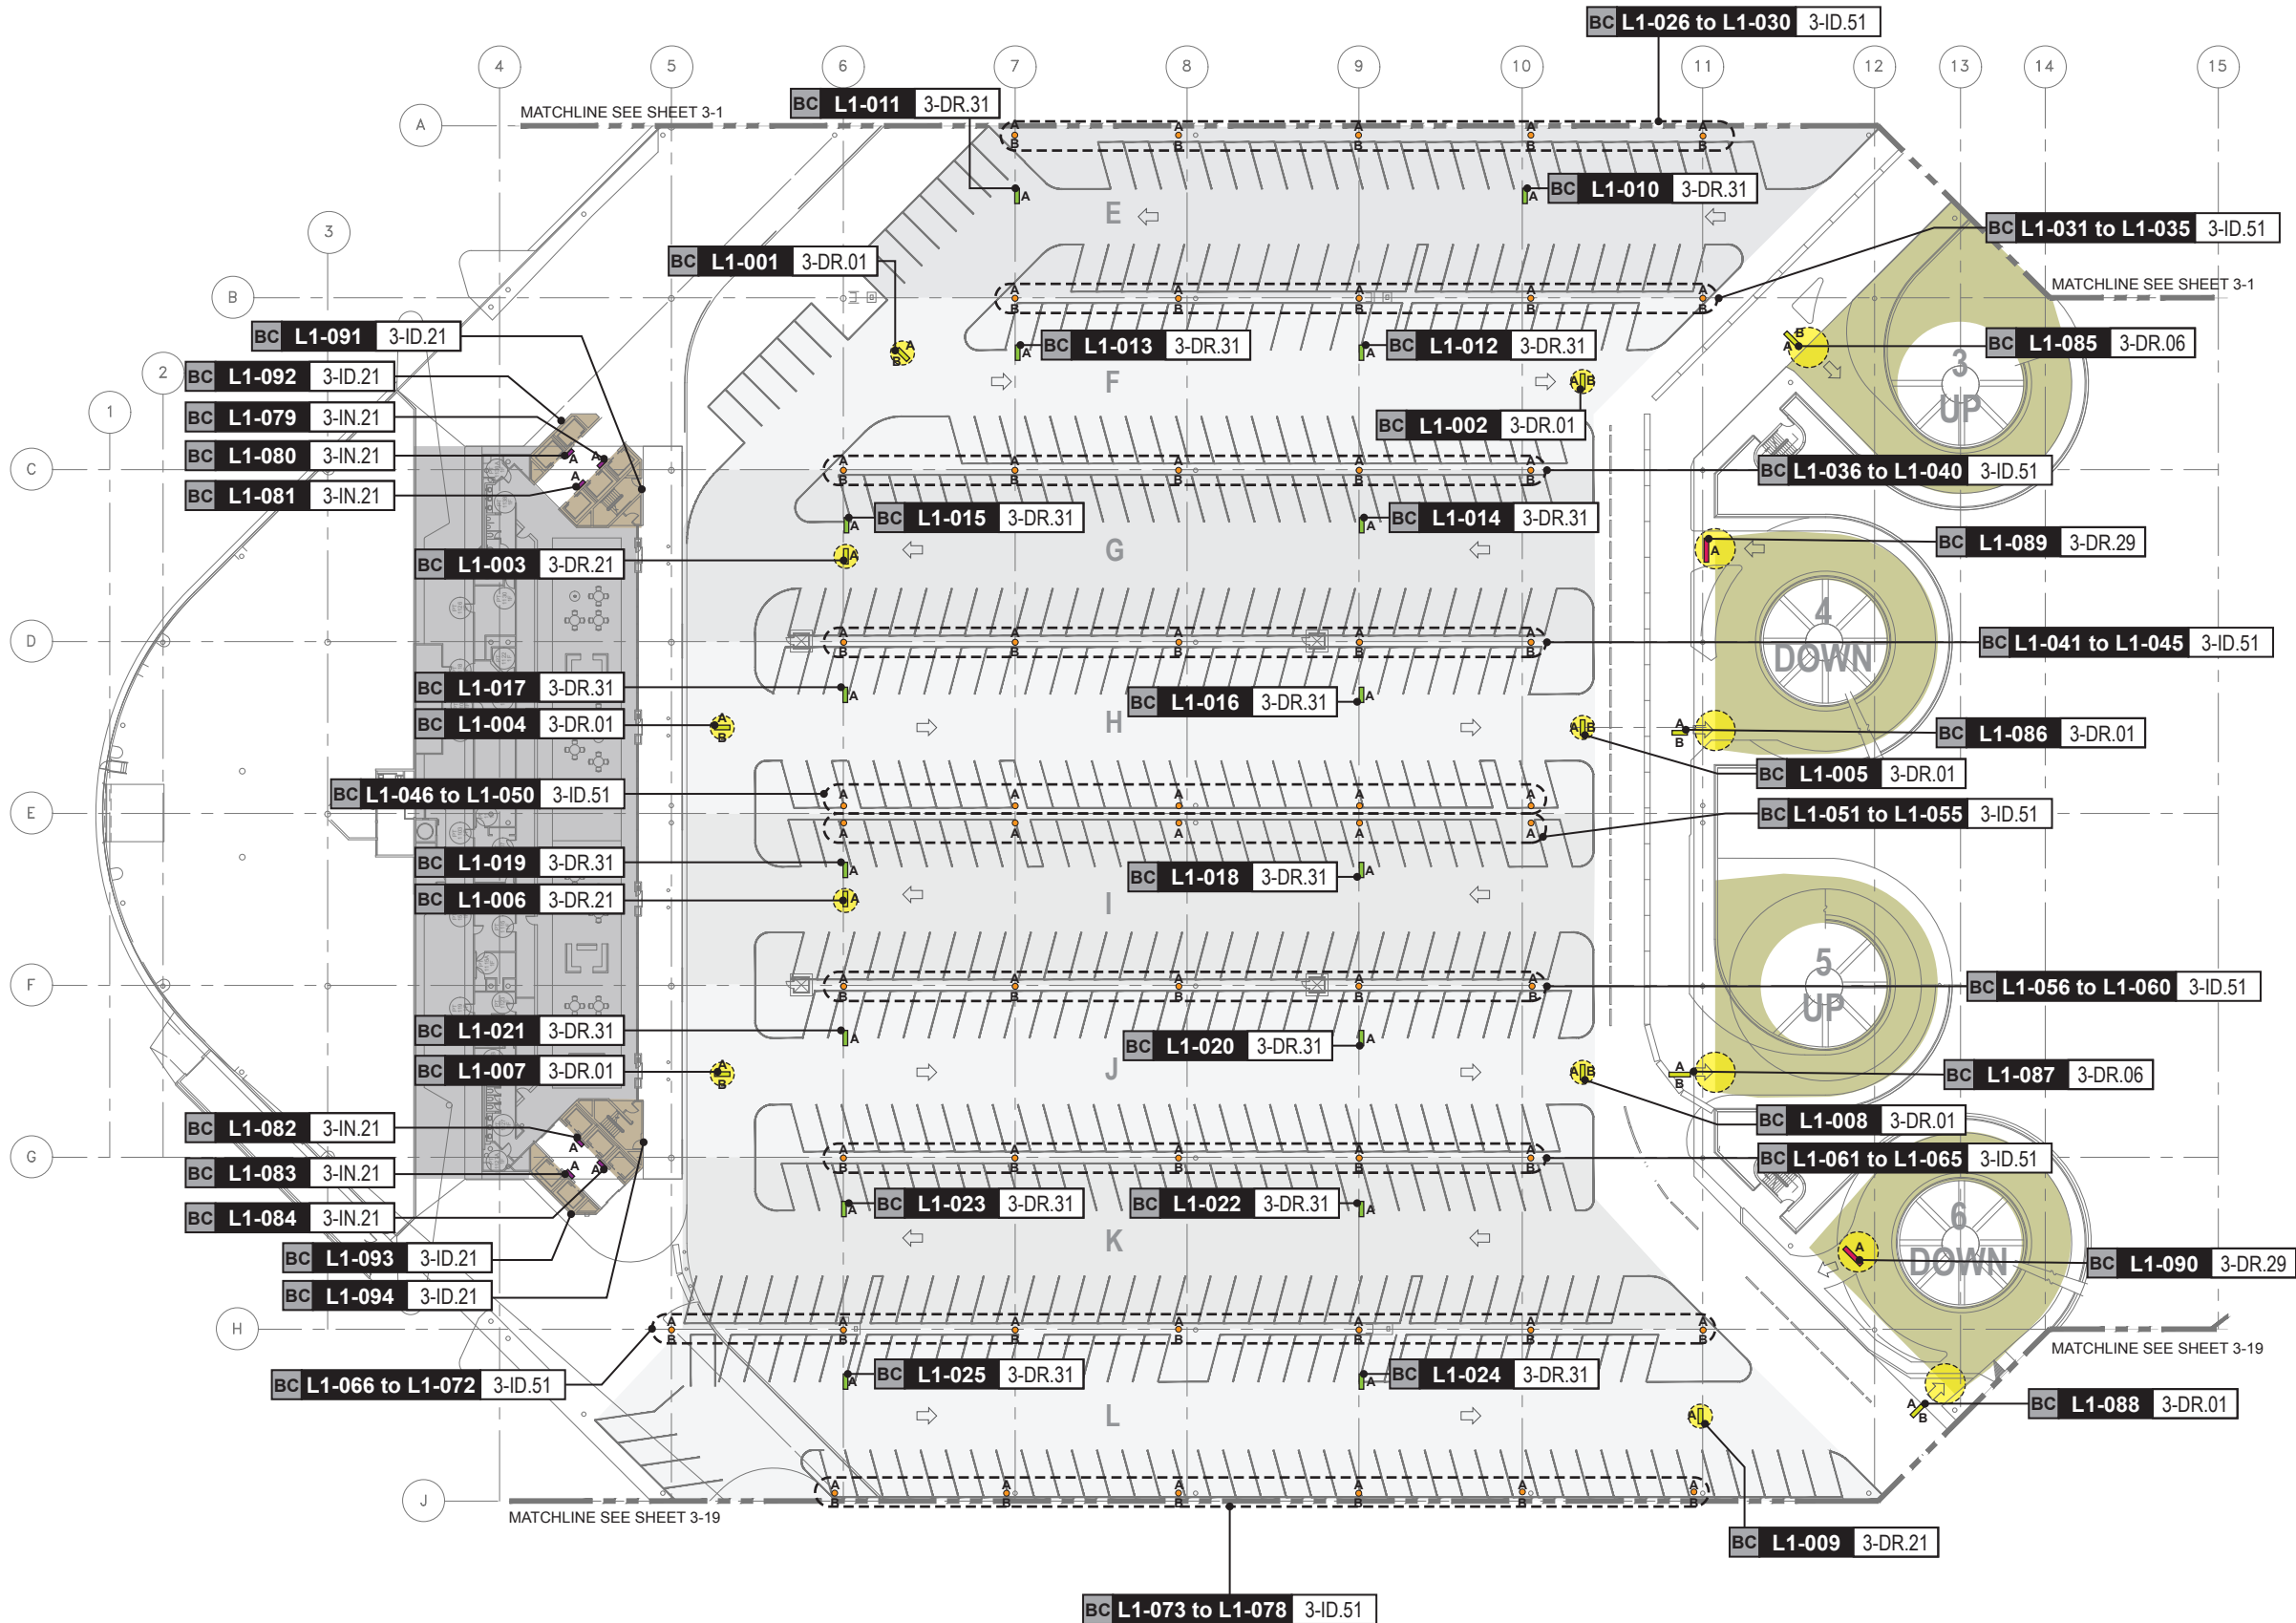 BC L1-026 to L1-030 3-ID.51
4 5 6 7 8 9 10 11 12 13 14 15
BC L1-011 3-DR.31
MATCHLINE SEE SHEET 3-1
A
BC L1-010 3-DR.31
E
3
BC L1-031 to L1-035 3-ID.51
BC L1-001 3-DR.01
MATCHLINE SEE SHEET 3-1
B
BC L1-091 3-ID.21
BC L1-013 3-DR.31
BC L1-012 3-DR.31
BC L1-085 3-DR.06
3
UP
2
BC L1-092 3-ID.21
F
1
BC L1-079 3-IN.21
BC L1-002 3-DR.01
BC L1-080 3-IN.21
C
BC L1-036 to L1-040 3-ID.51
BC L1-081 3-IN.21
BC L1-015 3-DR.31
BC L1-014 3-DR.31
BC L1-089 3-DR.29
G
BC L1-003 3-DR.21
4
DOWN
D
BC L1-041 to L1-045 3-ID.51
BC L1-017 3-DR.31
BC L1-016 3-DR.31
BC L1-004 3-DR.01
H
BC L1-086 3-DR.01
BC L1-005 3-DR.01
BC L1-046 to L1-050 3-ID.51
E
BC L1-051 to L1-055 3-ID.51
BC L1-019 3-DR.31
BC L1-018 3-DR.31
BC L1-006 3-DR.21
I
5
UP
F
BC L1-056 to L1-060 3-ID.51
BC L1-021 3-DR.31
BC L1-020 3-DR.31
BC L1-007 3-DR.01
J
BC L1-087 3-DR.06
BC L1-008 3-DR.01
BC L1-082 3-IN.21
G
BC L1-061 to L1-065 3-ID.51
BC L1-083 3-IN.21
BC L1-084 3-IN.21
BC L1-023 3-DR.31
BC L1-022 3-DR.31
K
6
DOWN
BC L1-093 3-ID.21
BC L1-090 3-DR.29
BC L1-094 3-ID.21
H
MATCHLINE SEE SHEET 3-19
BC L1-066 to L1-072 3-ID.51
BC L1-025 3-DR.31
BC L1-024 3-DR.31
BC L1-088 3-DR.01
L
J
MATCHLINE SEE SHEET 3-19
BC L1-009 3-DR.21
BC L1-073 to L1-078 3-ID.51